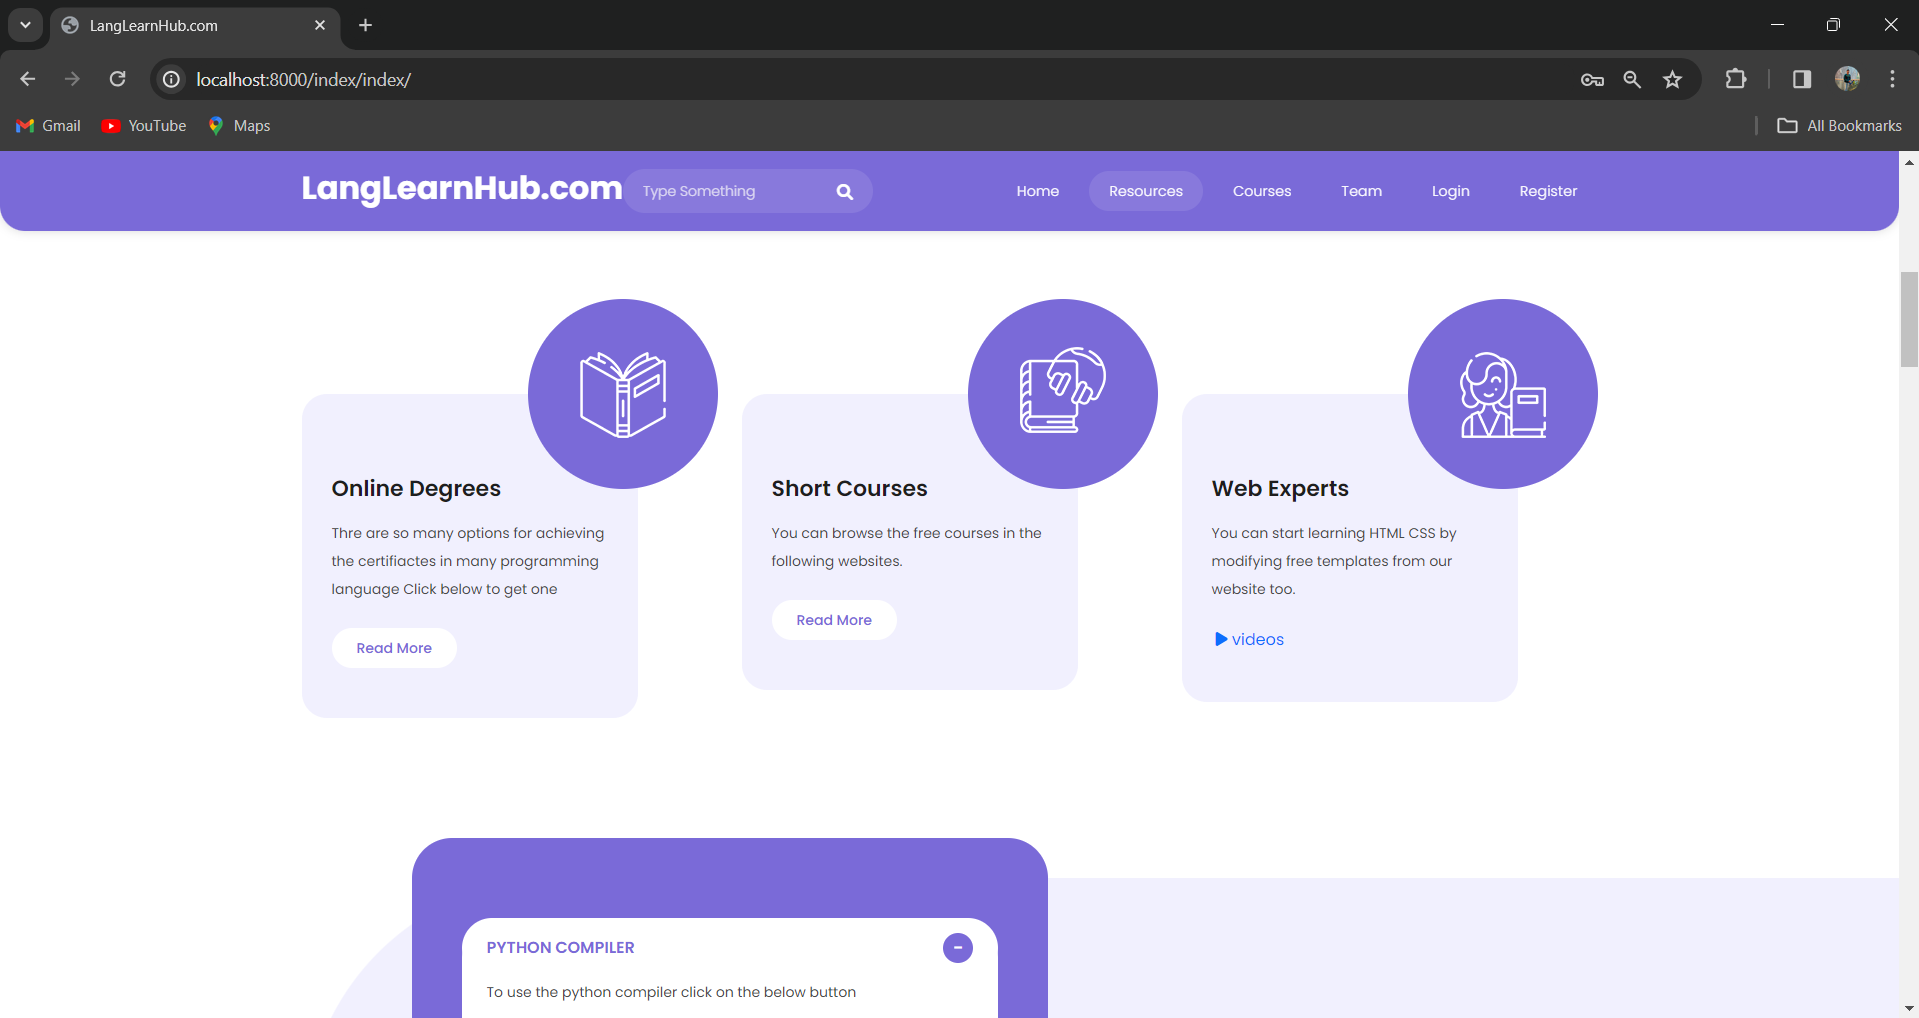 LangLearnHub.com
localhost:8000/index/index/
Gmail YouTube Maps All Bookmarks
LangLearnHub.com Type Something Home Resources Courses Team Login Register
Online Degrees
Thre are so many options for achieving
the certifiactes in many programming
language Click below to get one
Read More
Short Courses
You can browse the free courses in the
following websites.
Read More
Web Experts
You can start learning HTML CSS by
modifying free templates from our
website too.
videos
PYTHON COMPILER
To use the python compiler click on the below button